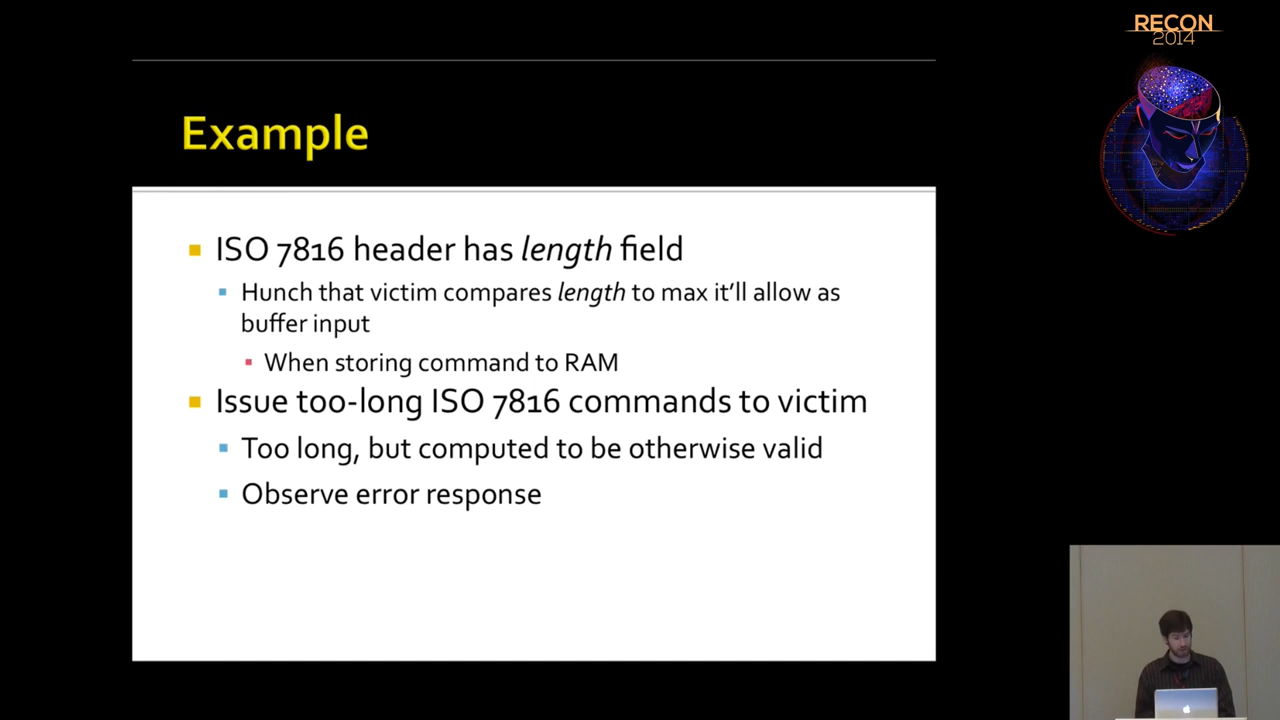 RECON
2014
Example
ISO 7816 header has length field
Hunch that victim compares length to max it'll allow as
buffer input
When storing command to RAM
Issue too-long ISO 7816 commands to victim
Too long, but computed to be otherwise valid
Observe error response